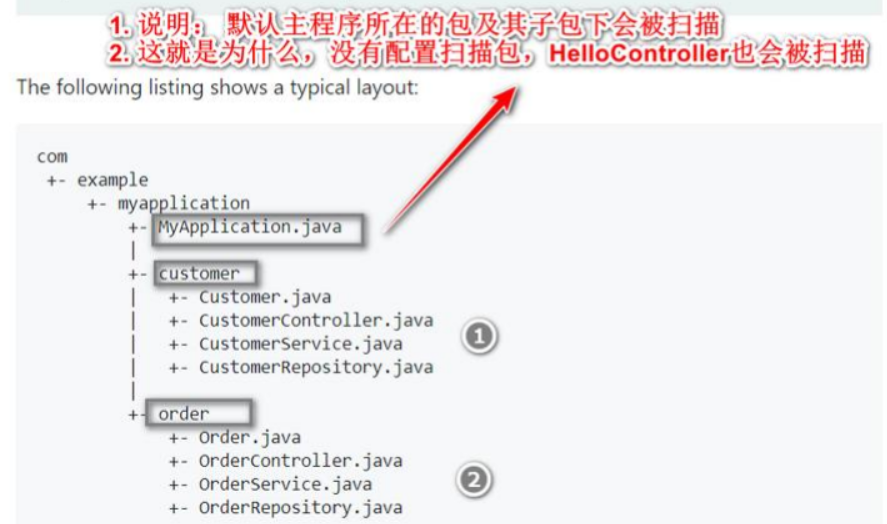 1. 说明： 默认主程序所在的包及其子包下会被扫描
2. 这就是为什么，没有配置扫描包，HelloController也会被扫描
The following listing shows a typical layout:
com
+- example
+- myapplication
+- MyApplication.java
|
+- customer
| +- Customer.java
| +- CustomerController.java
| +- CustomerService.java
| +- CustomerRepository.java
|
+- order
+- Order.java
+- OrderController.java
+- OrderService.java
+- OrderRepository.java
1
2